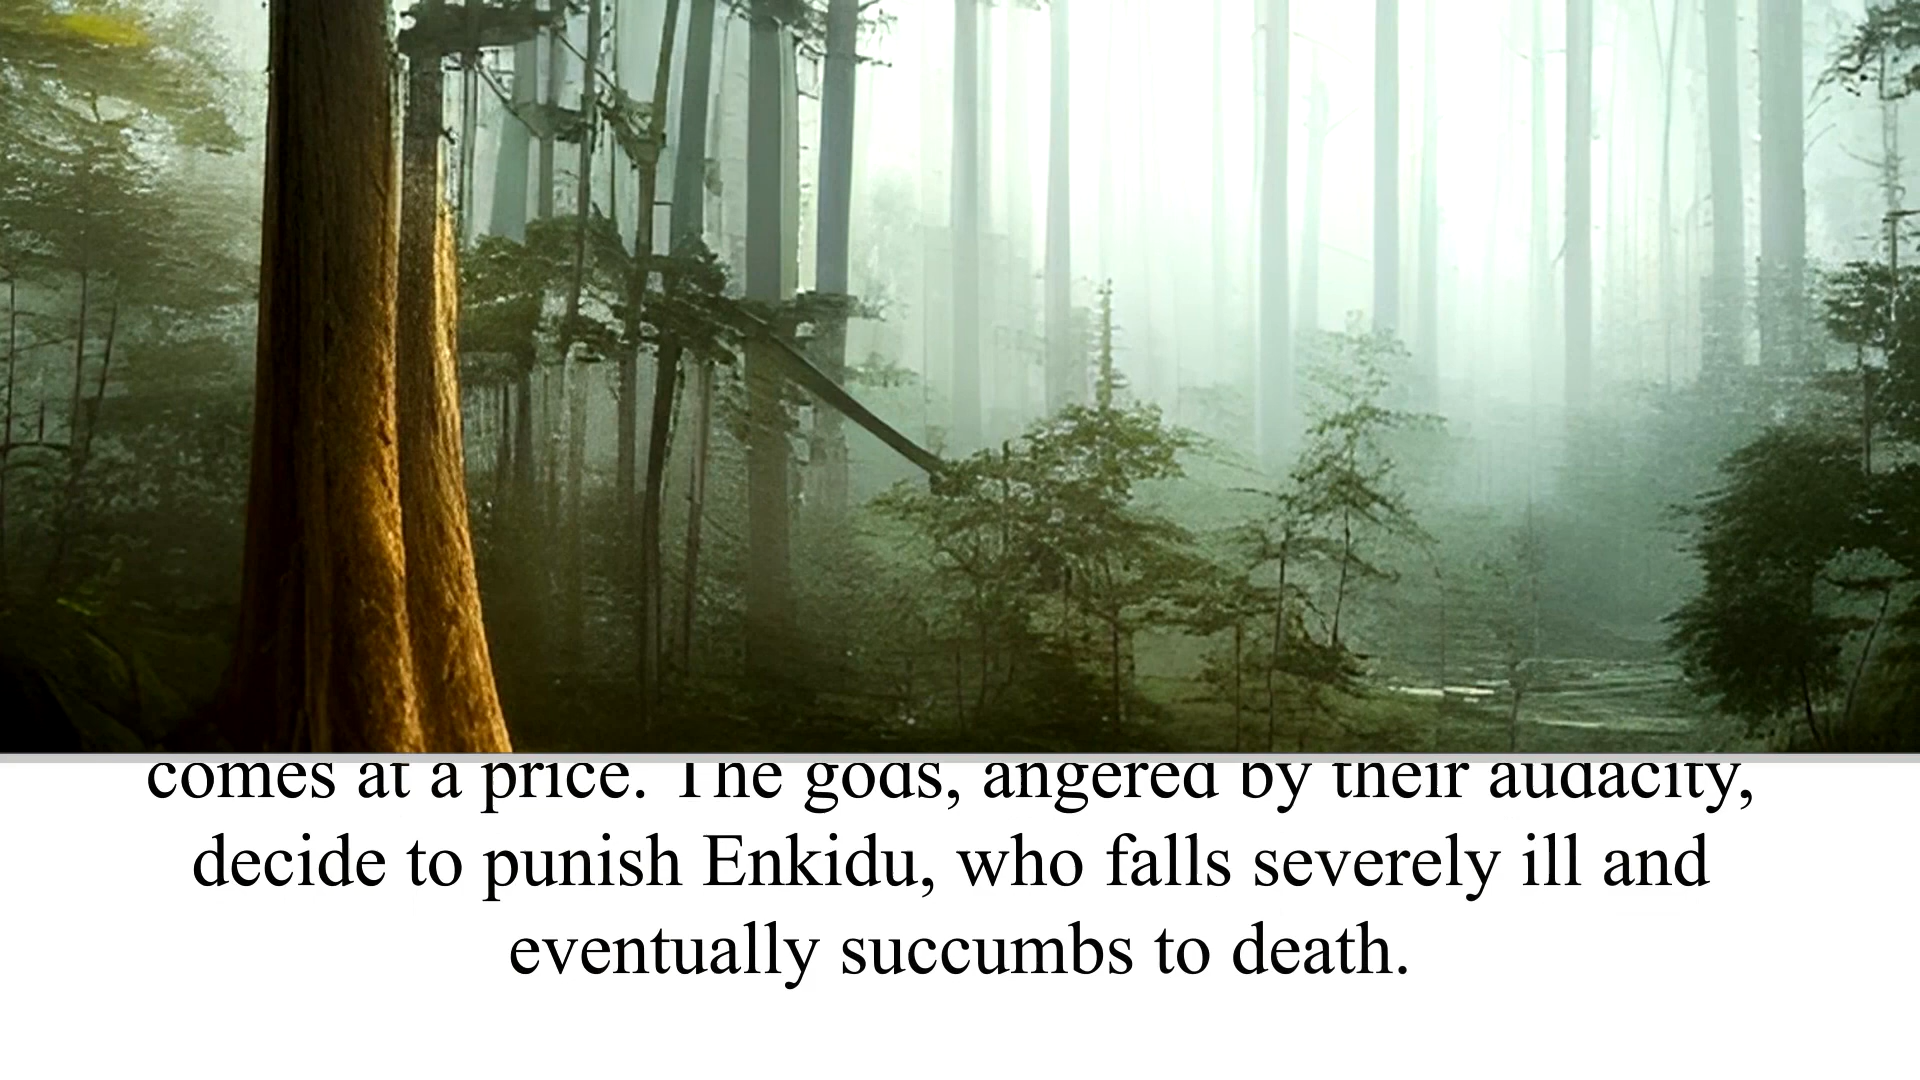 comes at a price. The gods, angered by their audacity,
decide to punish Enkidu, who falls severely ill and
eventually succumbs to death.